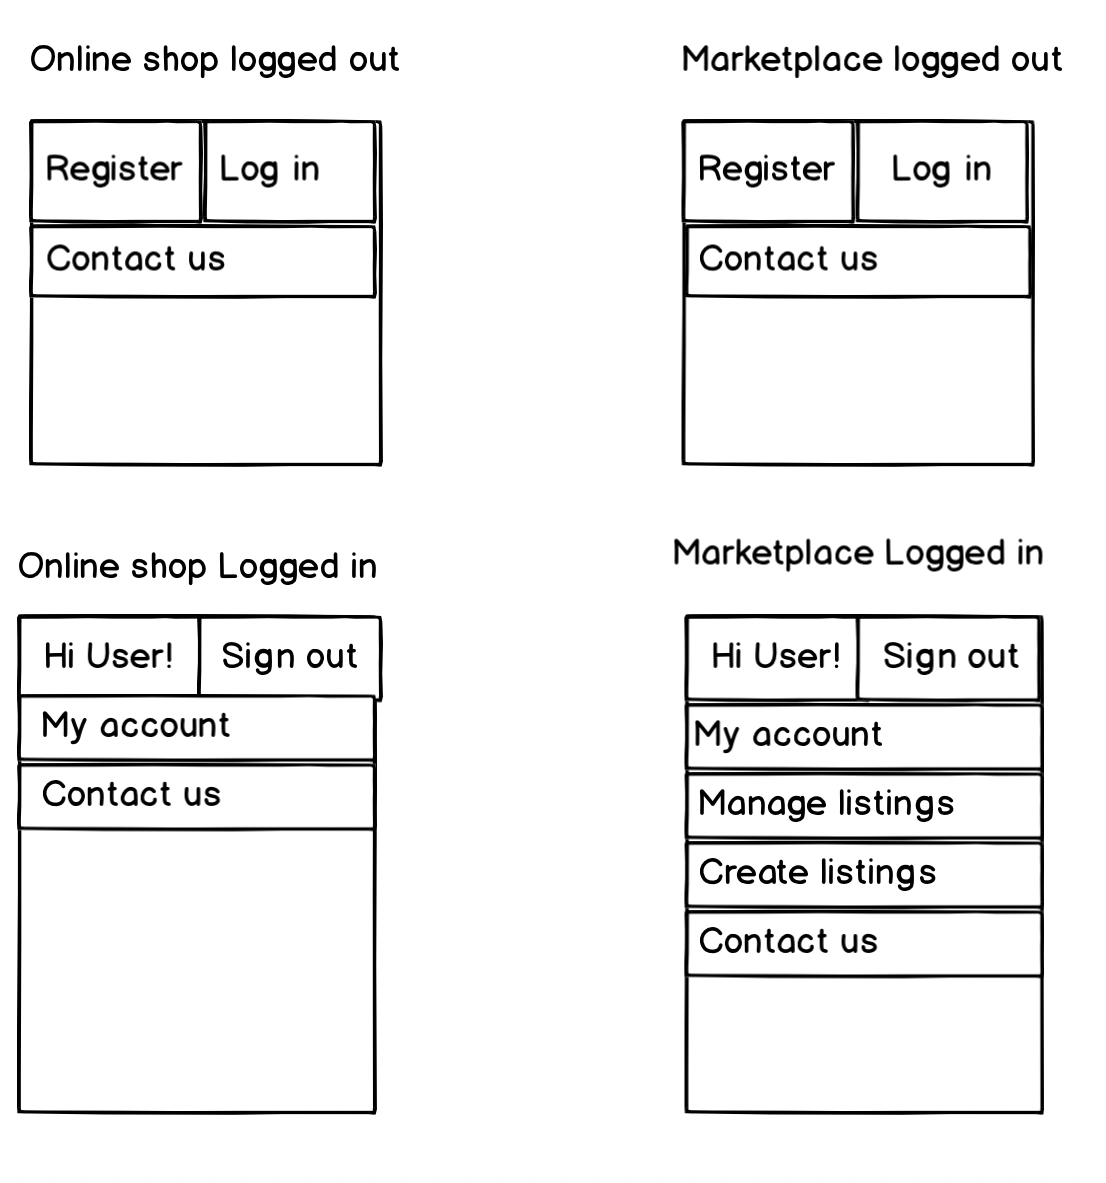 Online shop logged out
Register
Log in
Contact us
Marketplace logged out
Register
Log in
Contact us
Online shop Logged in
Hi User!
Sign out
My account
Contact us
Marketplace Logged in
Hi User!
Sign out
My account
Manage listings
Create listings
Contact us